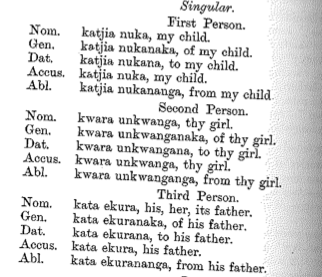 Singular.
First Person.
Nom. katjia nuka, my child.
Gen. katjia nukanaka, of my child.
Dat. katjia nukana, to my child.
Accus. katjia nuka, my child.
Abl. katjia nukananga, from my child
Second Person.
Nom. kwara unkwanga, thy girl.
Gen. kwara unkwanganaka, of thy girl.
Dat. kwara unkwangana, to thy girl.
Accus. kwara unkwanga, thy girl.
Abl. kwara unkwanganga, from thy girl.
Third Person.
Nom. kata ekura, his, her, its father.
Gen. kata ekuranaka, of his father.
Dat. kata ekurana, to his father.
Accus. kata ekura, his father.
Abl. kata ekurananga, from his father.